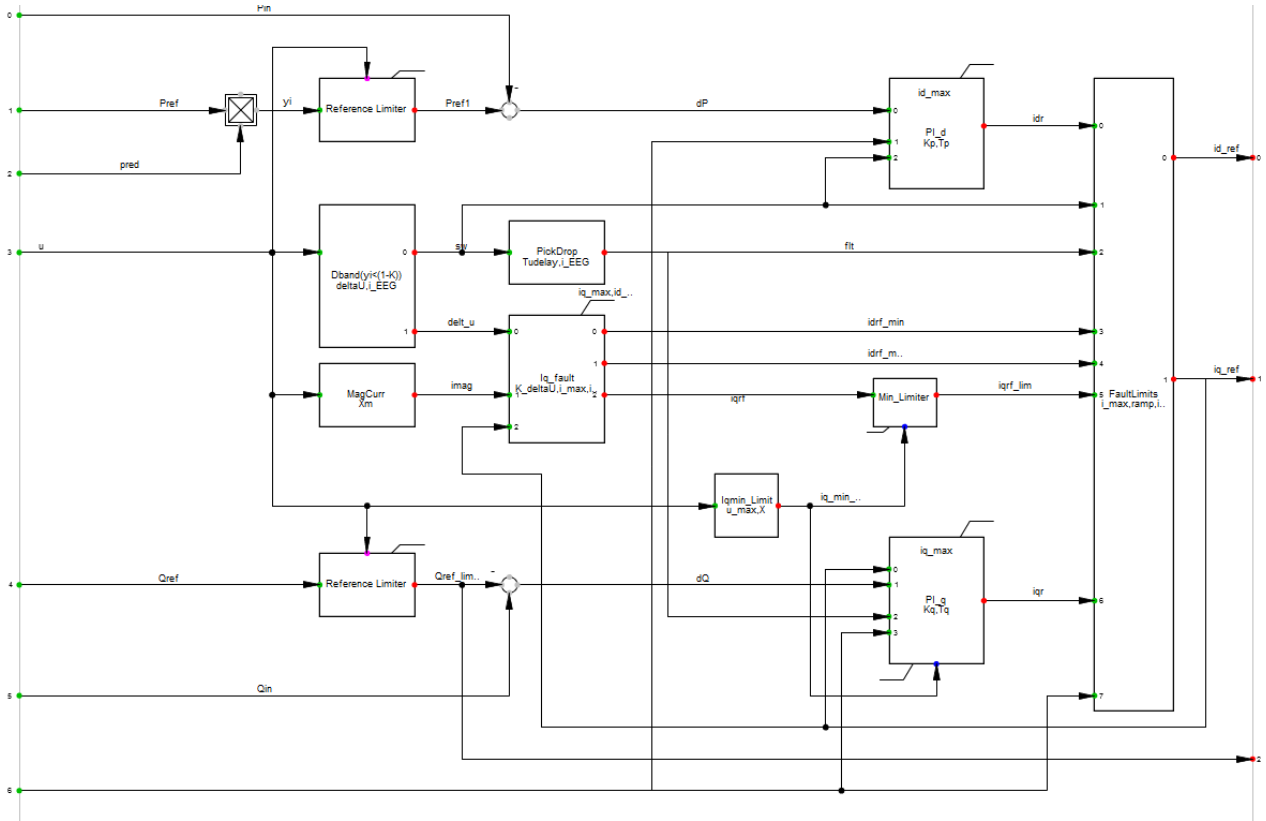 0
Pin
-
id_max
1
Pref
yi
Reference Limiter
Pref1
dP
0
PI_d
Kp,Tp
1
2
idr
0
pred
2
0
id_ref
0
1
3
u
0
sw
PickDrop
Tudelay,i_EEG
flt
2
Dband(yi<(1-K))
deltaU,i_EEG
iq_max,id_..
1
delt_u
0
0
idrf_min
3
1
idrf_m..
4
Iq_fault
K_deltaU,i_max,i_
MagCurr
Xm
imag
1
2
iqrf
Min_Limiter
iqrf_lim
5
FaultLimits
i_max,ramp,i..
1
iq_ref
1
2
Iqmin_Limit
u_max,X
iq_min_..
iq_max
4
Qref
Reference Limiter
Qref_lim..
-
dQ
0
1
PI_q
Kq,Tq
2
3
iqr
6
5
Qin
7
2
6